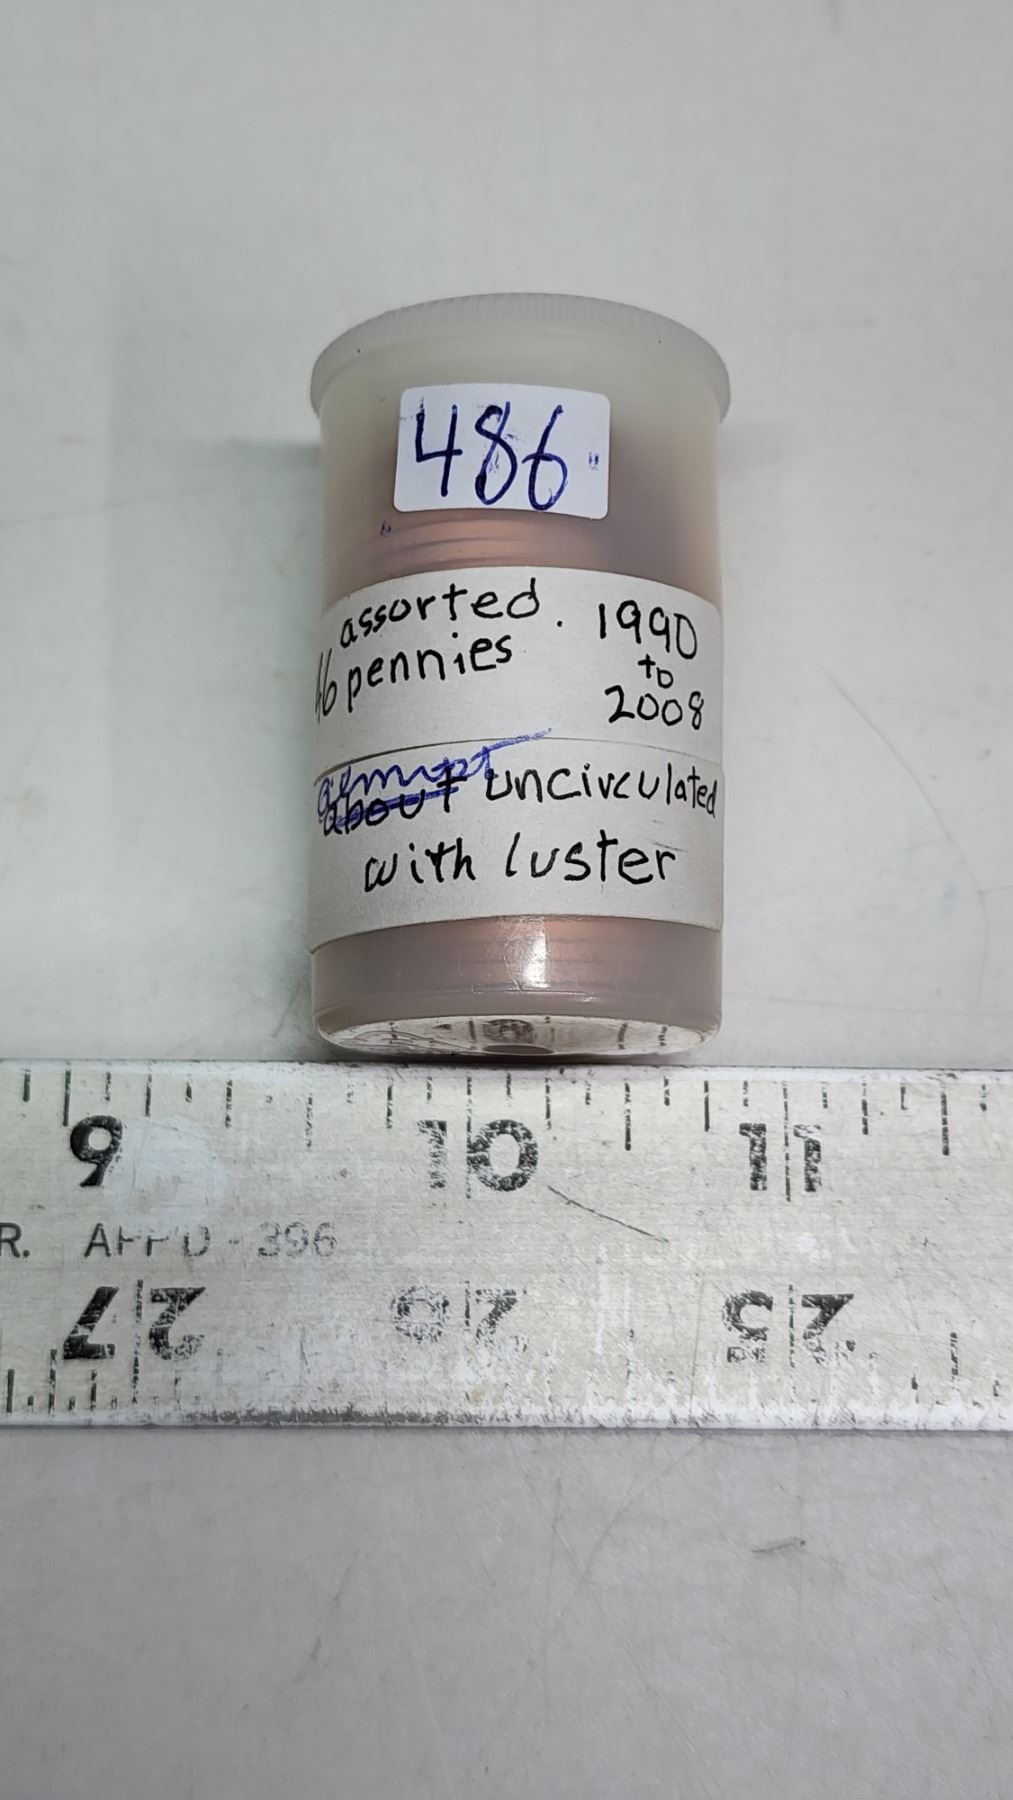 486
assorted. 1990
46 pennies to
2008
almost
about uncirculated
with luster
9 10 11
R. APPD - 396
27 26 25